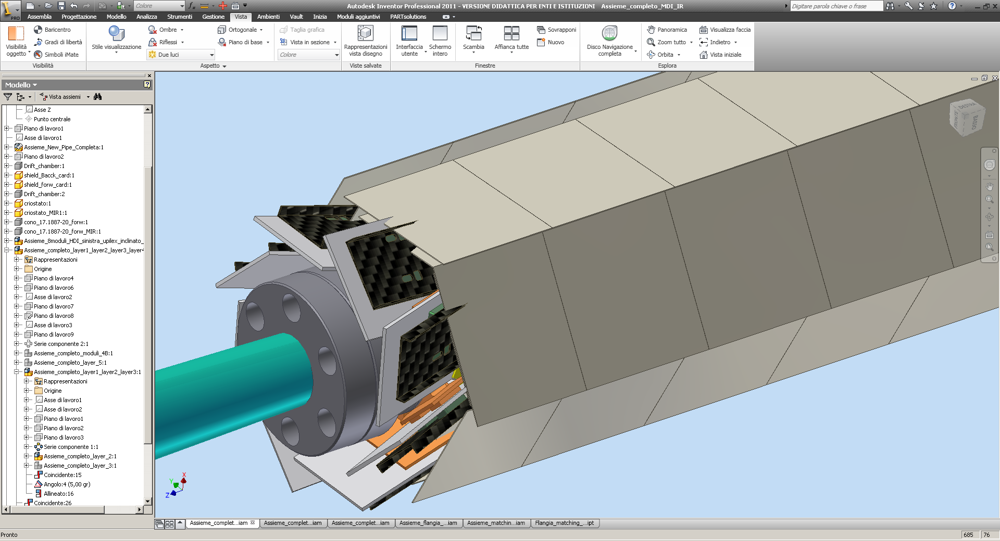 Colore
Autodesk Inventor Professional 2011 - VERSIONE DIDATTICA PER ENTI E ISTITUZIONI Assieme_completo_MDI_IR
Digitare parola chiave o frase
PRO
Assembla Progettazione Modello Analizza Strumenti Gestione Vista Ambienti Vault Inizia Moduli aggiuntivi PARTsolutions
Visibilità oggetto
Baricentro
Gradi di libertà
Simboli iMate
Visibilità
Stile visualizzazione
Ombre
Riflessi
Due luci
Ortogonale
Piano di base
Aspetto
Taglia grafica
Vista in sezione
Colore
Rappresentazioni vista disegno
Viste salvate
Interfaccia utente
Schermo intero
Scambia
Affianca tutte
Sovrapponi
Nuovo
Finestre
Disco Navigazione completa
Panoramica
Zoom tutto
Orbita
Visualizza faccia
Indietro
Vista iniziale
Esplora
Modello
Vista assiemi
Asse Z
Punto centrale
Piano di lavoro1
Asse di lavoro1
Assieme_New_Pipe_Completa:1
Piano di lavoro2
Drift_chamber:1
shield_Bacck_card:1
shield_forw_card:1
Drift_chamber:2
criostato:1
criostato_MIR1:1
cono_17.1887-20_forw:1
cono_17.1887-20_forw_MIR:1
Assieme_8moduli_HDI_sinistra_upilex_inclinato_
Assieme_completo_layer1_layer2_layer3_layer4
Rappresentazioni
Origine
Piano di lavoro4
Piano di lavoro6
Asse di lavoro2
Piano di lavoro7
Piano di lavoro8
Asse di lavoro3
Piano di lavoro9
Serie componente 2:1
Assieme_completo_moduli_4B:1
Assieme_completo_layer_5:1
Assieme_completo_layer1_layer2_layer3:1
Rappresentazioni
Origine
Asse di lavoro1
Asse di lavoro2
Piano di lavoro1
Piano di lavoro2
Piano di lavoro3
Serie componente 1:1
Assieme_completo_layer_2:1
Assieme_completo_layer_3:1
Coincidente:15
Angolo:4 (5,00 gr)
Allineato:16
Coincidente:26
DESTRA
FRONTE
BASSO
X
Y
Z
Assieme_complet...iam
Assieme_complet...iam
Assieme_complet...iam
Assieme_flangia_...iam
Assieme_matchin...iam
Flangia_matching_...ipt
Pronto
685 76